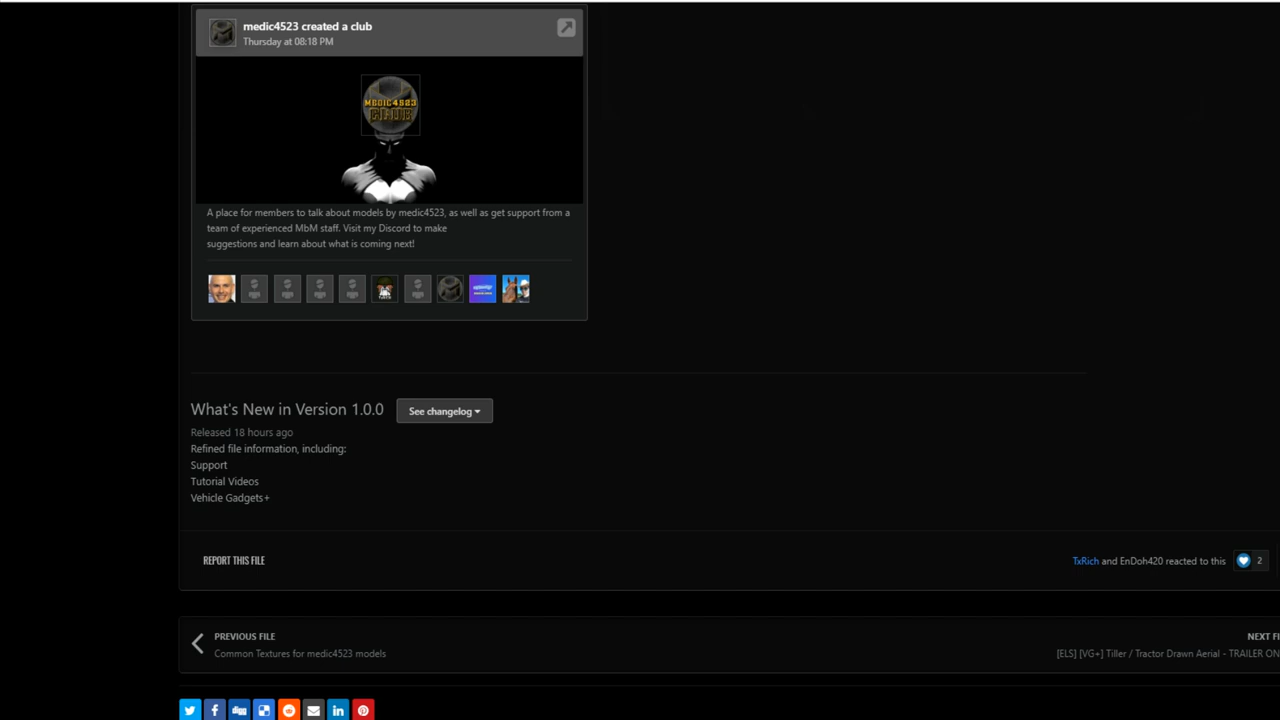 medic4523 created a club
Thursday at 08:18 PM
MEDIC4523
CLUB
A place for members to talk about models by medic4523, as well as get support from a
team of experienced MbM staff. Visit my Discord to make
suggestions and learn about what is coming next!
What's New in Version 1.0.0
See changelog
Released 18 hours ago
Refined file information, including:
Support
Tutorial Videos
Vehicle Gadgets+
REPORT THIS FILE
TxRich and EnDoh420 reacted to this
2
PREVIOUS FILE
Common Textures for medic4523 models
NEXT FI
[ELS] [VG+] Tiller / Tractor Drawn Aerial - TRAILER ON
digg